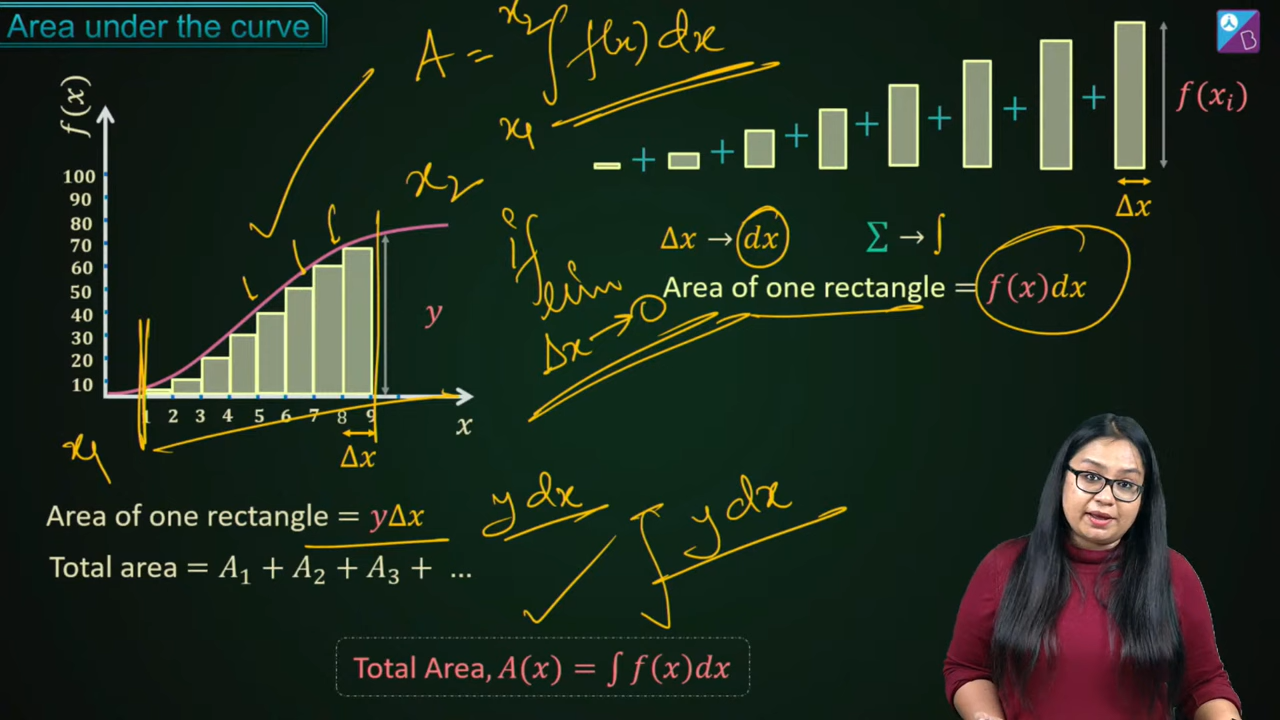 Area under the curve
A = x₂ ∫ f(x) dx
x₁
f(x)
100
90
80
70
60
50
40
30
20
10
1 2 3 4 5 6 7 8 9
x
Δx
x₁
x₂
y
+ + + + + + +
f(xᵢ)
Δx
if
lim
Δx → 0
Δx → dx
Σ → ∫
Area of one rectangle = f(x)dx
Area of one rectangle = yΔx
y dx
∫ y dx
Total area = A₁ + A₂ + A₃ + ...
Total Area, A(x) = ∫ f(x)dx
B